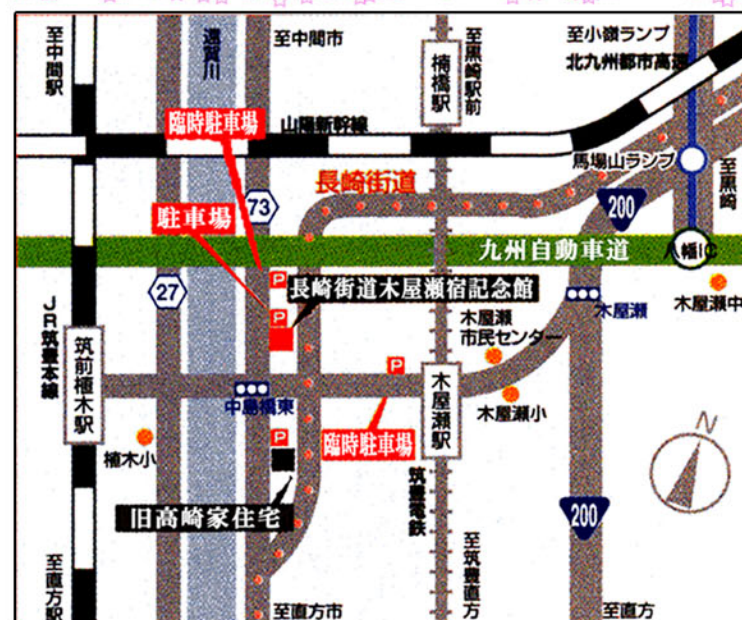 至中間駅
遠賀川
至中間市
楠橋駅
至黒崎駅前
至小嶺ランプ
北九州都市高速
臨時駐車場
山陽新幹線
馬場山ランプ
長崎街道
駐車場
73
200
至黒崎
九州自動車道
八幡IC
27
P
長崎街道木屋瀬宿記念館
木屋瀬
木屋瀬中
JR筑豊本線
P
木屋瀬
市民センター
筑前植木駅
P
木屋瀬駅
中島橋東
木屋瀬小
植木小
P
臨時駐車場
N
旧高崎家住宅
筑豊電鉄
200
至直方駅
至直方市
至筑豊直方
至直方